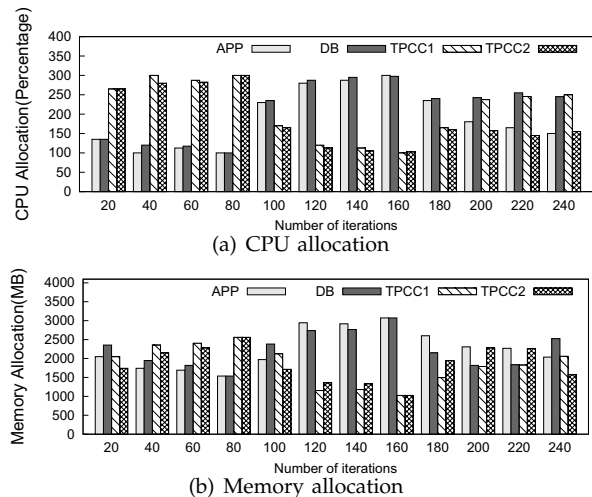 400
350
300
250
200
150
100
50
0
CPU Allocation(Percentage)
APP DB TPCC1 TPCC2
20 40 60 80 100 120 140 160 180 200 220 240
Number of iterations
(a) CPU allocation
4000
3500
3000
2500
2000
1500
1000
500
0
Memory Allocation(MB)
APP DB TPCC1 TPCC2
20 40 60 80 100 120 140 160 180 200 220 240
Number of iterations
(b) Memory allocation